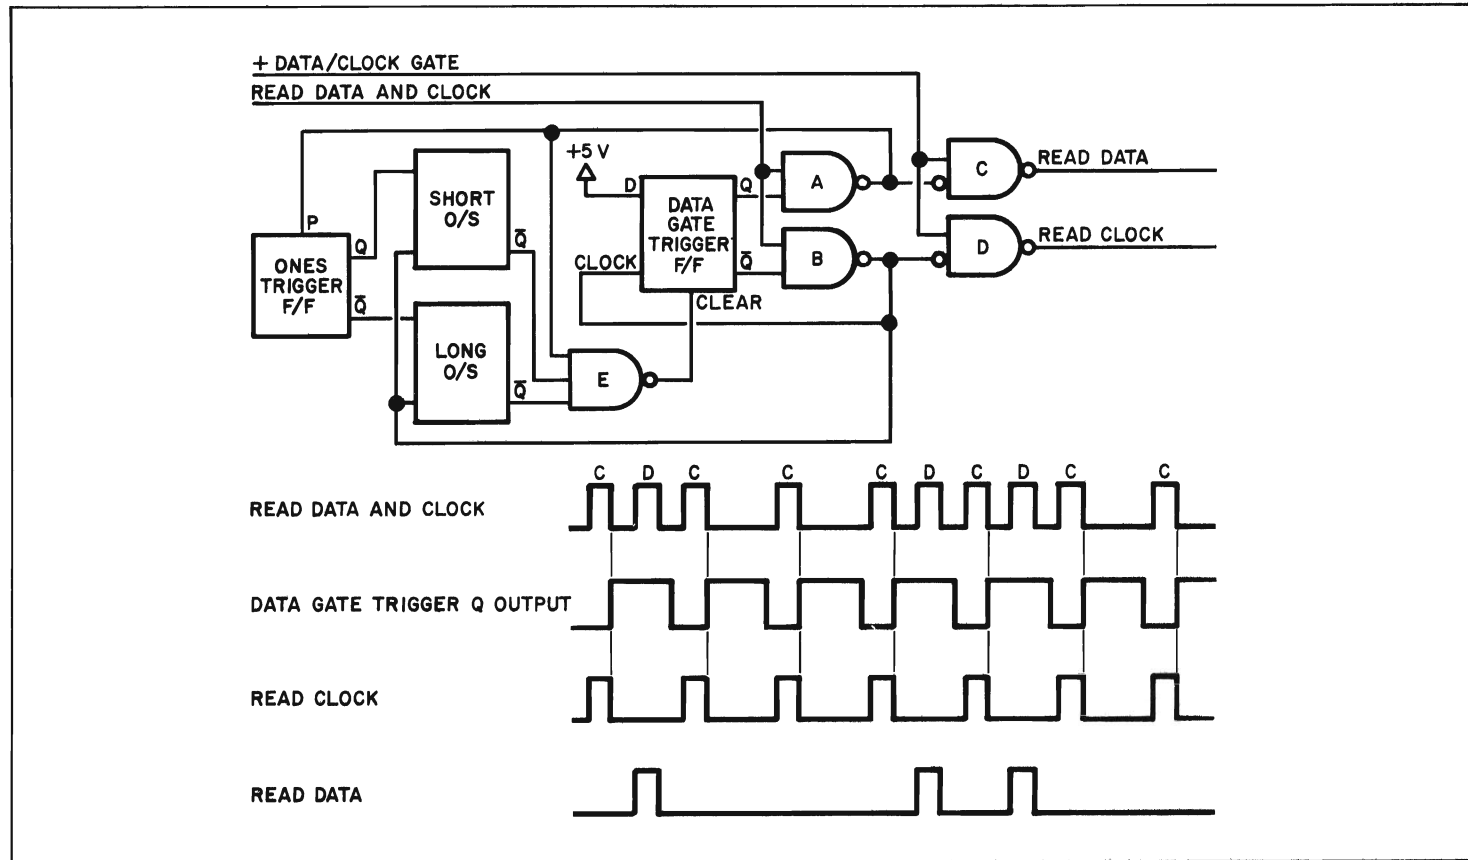 + DATA/CLOCK GATE
READ DATA AND CLOCK
+5 V
P
Q
Q̅
ONES
TRIGGER
F/F
SHORT
O/S
Q̅
LONG
O/S
Q̅
E
D
DATA
GATE
TRIGGER
F/F
Q
Q̅
CLOCK
CLEAR
A
B
C
READ DATA
D
READ CLOCK
C D C C C D C D C C
READ DATA AND CLOCK
DATA GATE TRIGGER Q OUTPUT
READ CLOCK
READ DATA